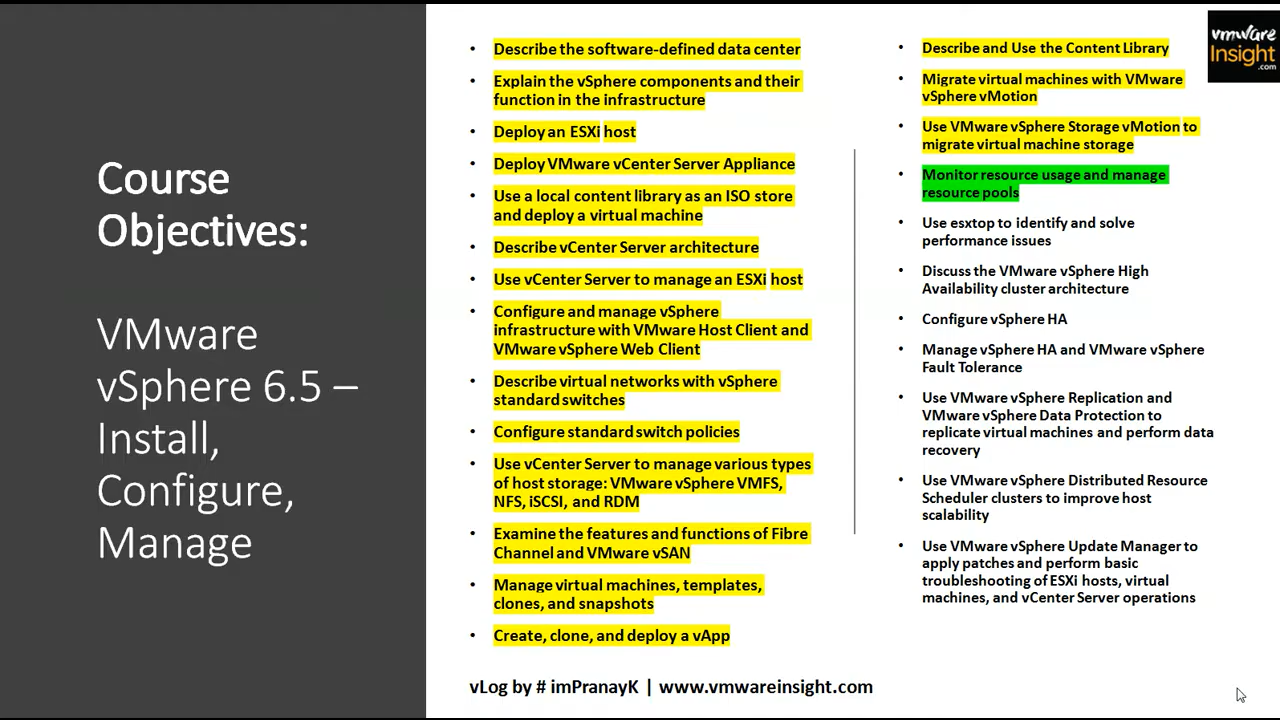 Course
Objectives:
VMware
vSphere 6.5 –
Install,
Configure,
Manage
• Describe the software-defined data center
• Explain the vSphere components and their
function in the infrastructure
• Deploy an ESXi host
• Deploy VMware vCenter Server Appliance
• Use a local content library as an ISO store
and deploy a virtual machine
• Describe vCenter Server architecture
• Use vCenter Server to manage an ESXi host
• Configure and manage vSphere
infrastructure with VMware Host Client and
VMware vSphere Web Client
• Describe virtual networks with vSphere
standard switches
• Configure standard switch policies
• Use vCenter Server to manage various types
of host storage: VMware vSphere VMFS,
NFS, iSCSI, and RDM
• Examine the features and functions of Fibre
Channel and VMware vSAN
• Manage virtual machines, templates,
clones, and snapshots
• Create, clone, and deploy a vApp
• Describe and Use the Content Library
• Migrate virtual machines with VMware
vSphere vMotion
• Use VMware vSphere Storage vMotion to
migrate virtual machine storage
• Monitor resource usage and manage
resource pools
• Use esxtop to identify and solve
performance issues
• Discuss the VMware vSphere High
Availability cluster architecture
• Configure vSphere HA
• Manage vSphere HA and VMware vSphere
Fault Tolerance
• Use VMware vSphere Replication and
VMware vSphere Data Protection to
replicate virtual machines and perform data
recovery
• Use VMware vSphere Distributed Resource
Scheduler clusters to improve host
scalability
• Use VMware vSphere Update Manager to
apply patches and perform basic
troubleshooting of ESXi hosts, virtual
machines, and vCenter Server operations
vmware
Insight
.com
vLog by # imPranayK | www.vmwareinsight.com